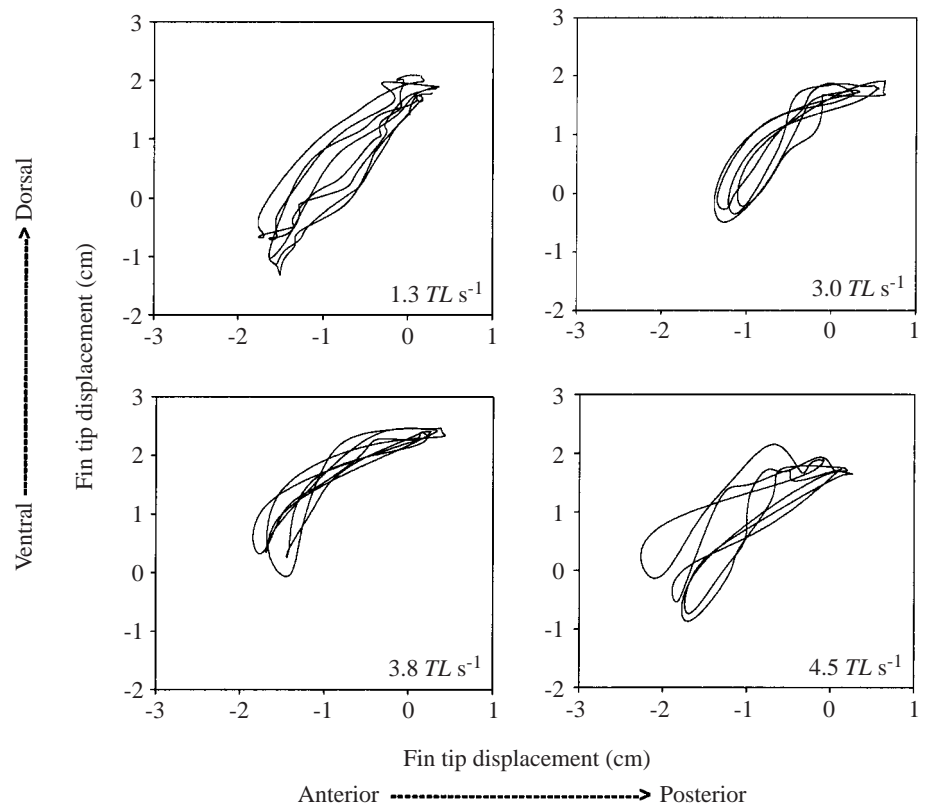 3
2
1
0
-1
-2
-3 -2 -1 0 1
1.3 TL s-1
3
2
1
0
-1
-2
-3 -2 -1 0 1
3.0 TL s-1
3
2
1
0
-1
-2
-3 -2 -1 0 1
3.8 TL s-1
3
2
1
0
-1
-2
-3 -2 -1 0 1
4.5 TL s-1
Ventral Dorsal
Fin tip displacement (cm)
Fin tip displacement (cm)
Anterior Posterior